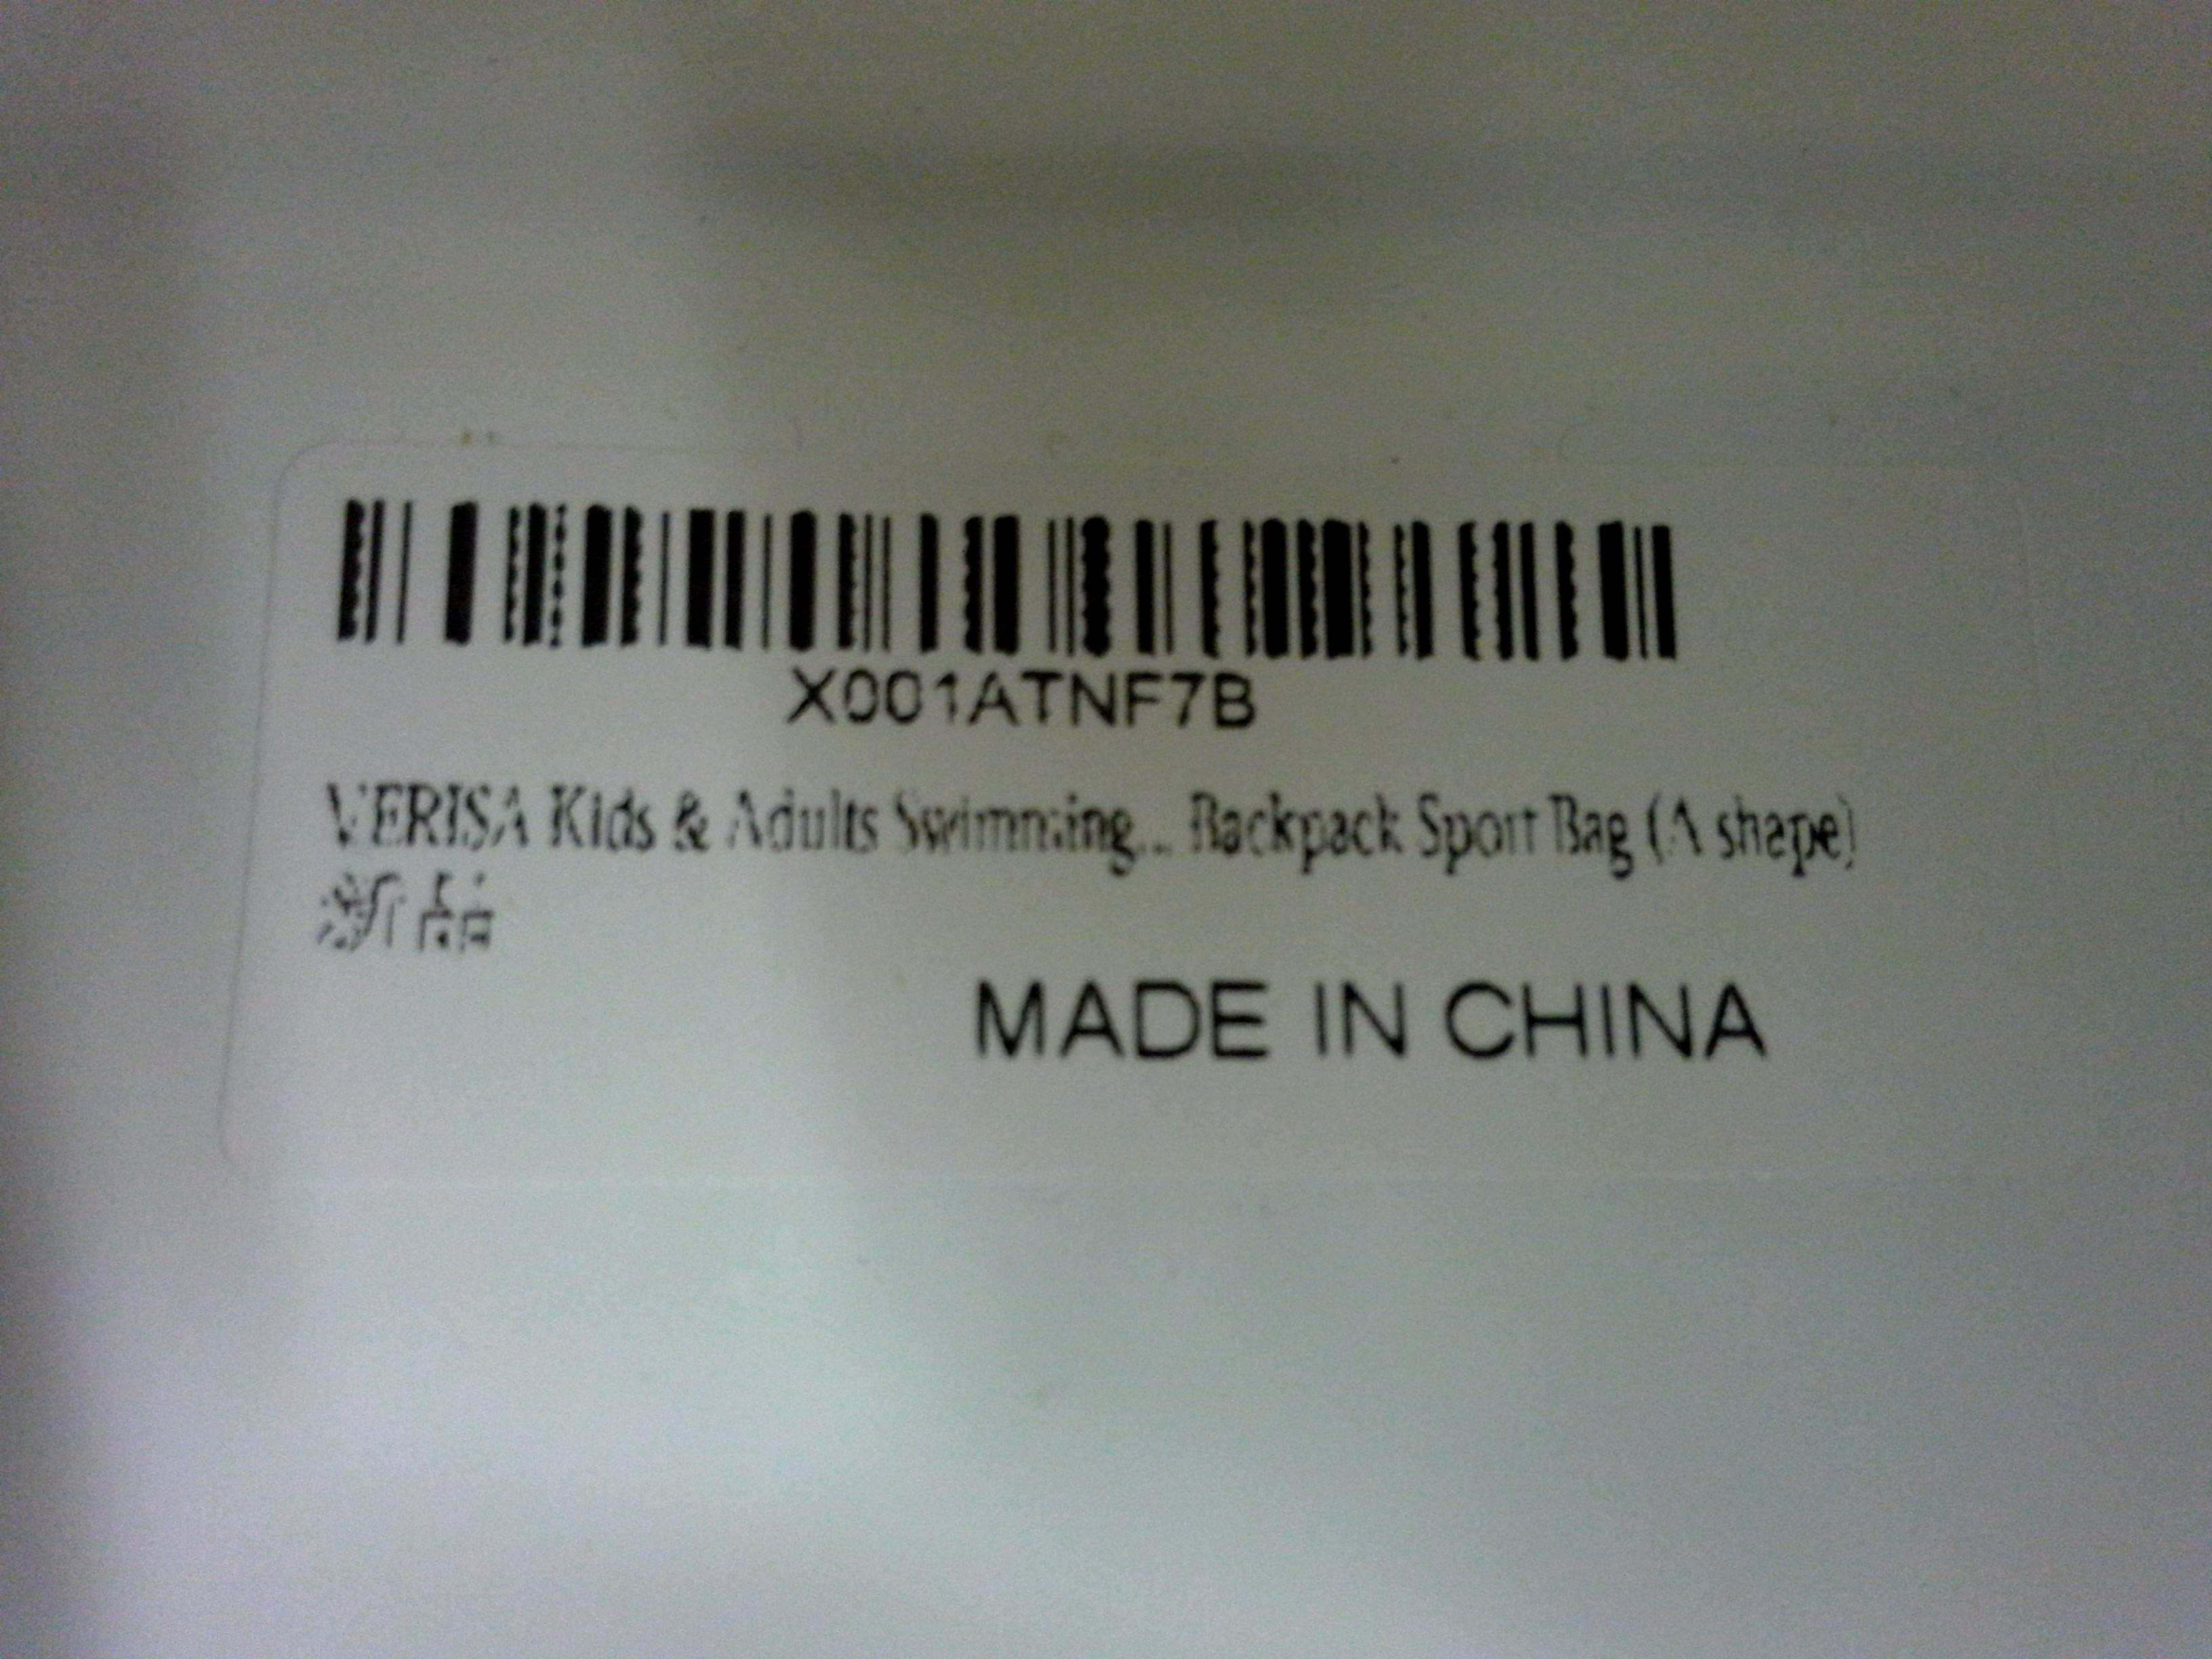 X001ATNF7B
VERISA Kids & Adults Swimming... Backpack Sport Bag (A shape)
新品
MADE IN CHINA